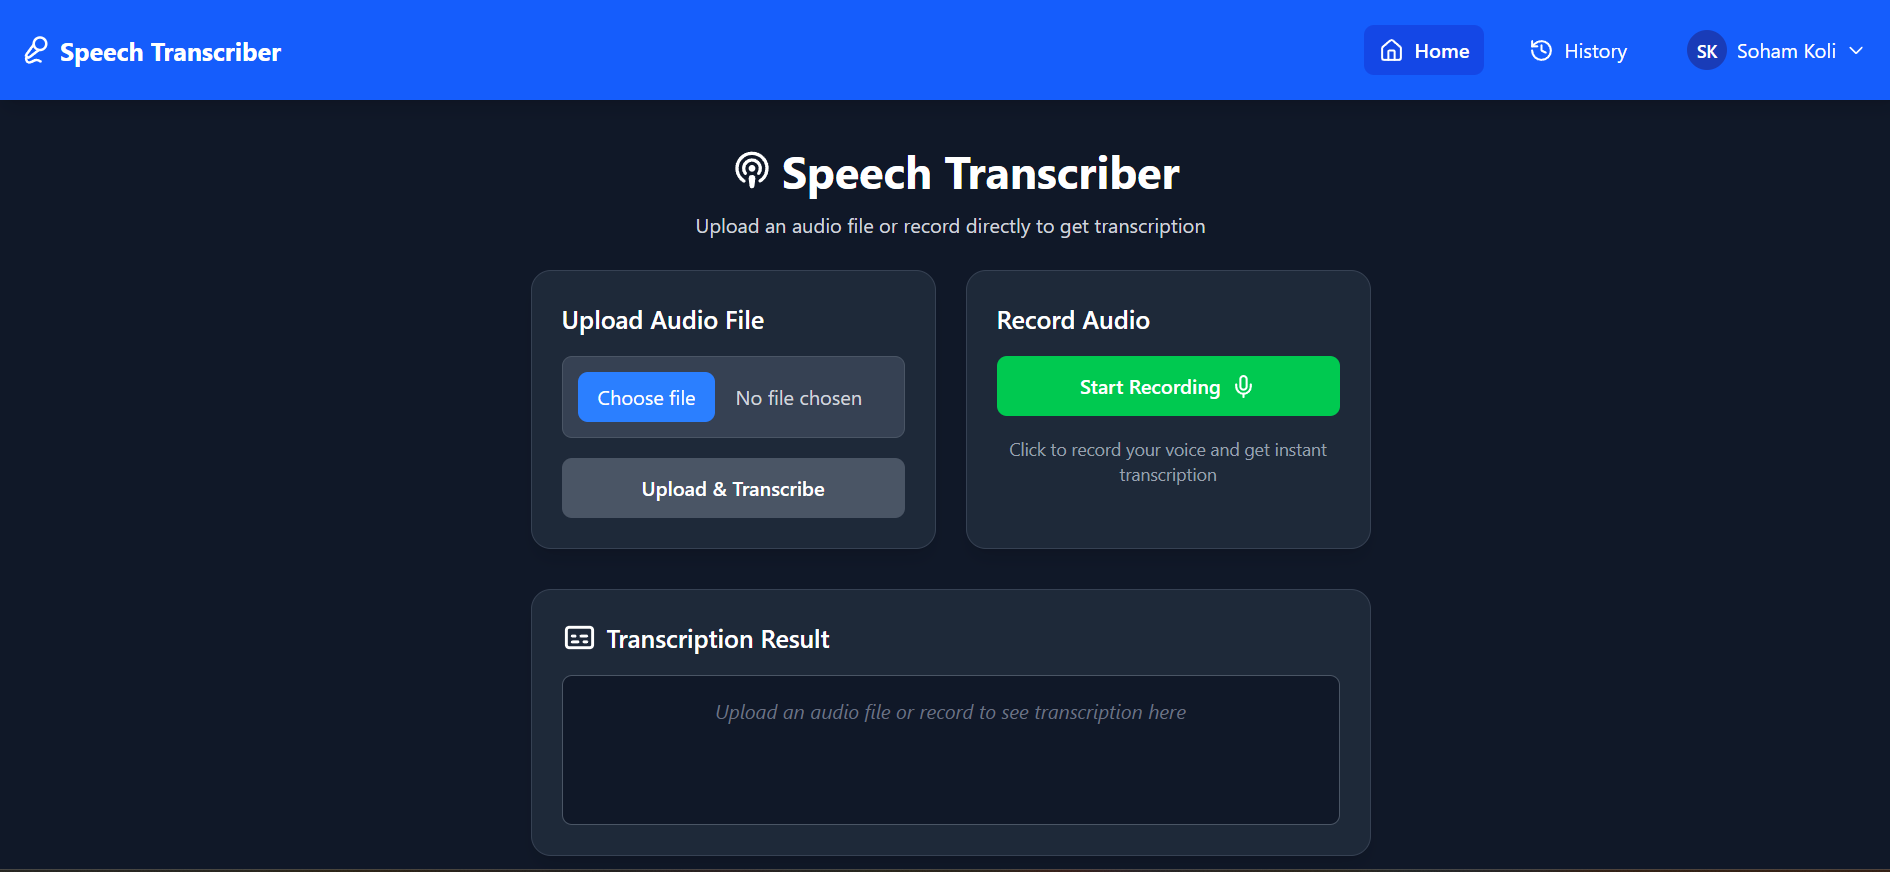 Speech Transcriber
Home
History
SK
Soham Koli
Speech Transcriber
Upload an audio file or record directly to get transcription
Upload Audio File
Choose file
No file chosen
Upload & Transcribe
Record Audio
Start Recording
Click to record your voice and get instant
transcription
Transcription Result
Upload an audio file or record to see transcription here